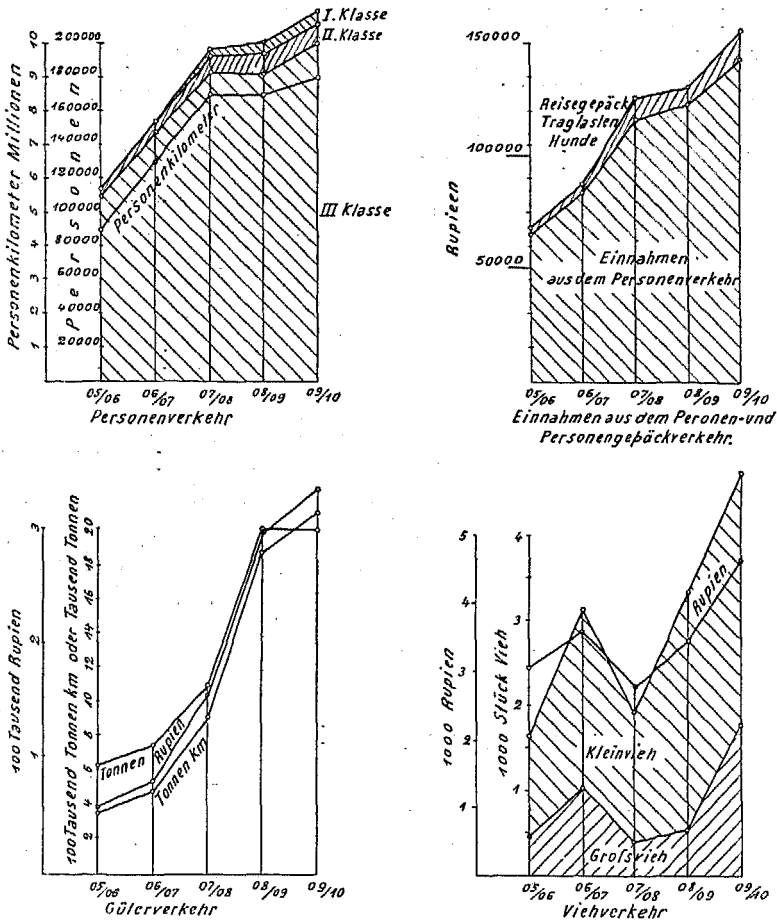 Personenkilometer Millionen
10
9
8
7
6
5
4
3
2
1
Personen
200000
180000
160000
140000
120000
100000
80000
60000
40000
20000
I. Klasse
II. Klasse
Personenkilometer
III Klasse
05/06
06/07
07/08
08/09
09/10
Personenverkehr
Rupieen
150000
100000
50000
Reisegepäck
Traglasten
Hunde
Einnahmen
aus dem Personenverkehr
05/06
06/07
07/08
08/09
09/10
Einnahmen aus dem Peronen-und
Personengepäckverkehr.
100 Tausend Rupien
3
2
1
100 Tausend Tonnen km oder Tausend Tonnen
20
18
16
14
12
10
8
6
4
2
Tonnen
Rupien
Tonnen Km
05/06
06/07
07/08
08/09
09/10
Güterverkehr
1000 Rupien
5
4
3
2
1
1000 Stück Vieh
4
3
2
1
Rupien
Kleinvieh
Grofsvieh
05/06
06/07
07/08
08/09
09/10
Viehverkehr